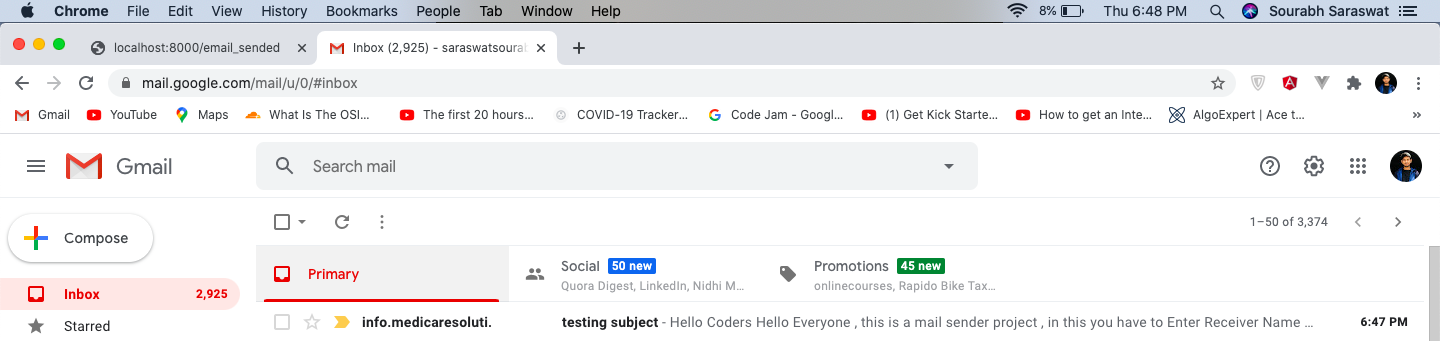 Chrome File Edit View History Bookmarks People Tab Window Help 8% Thu 6:48 PM Sourabh Saraswat
localhost:8000/email_sended Inbox (2,925) - saraswatsoural
mail.google.com/mail/u/0/#inbox
Gmail YouTube Maps What Is The OSI... The first 20 hours... COVID-19 Tracker... Code Jam - Googl... (1) Get Kick Starte... How to get an Inte... AlgoExpert | Ace t... »
Gmail Search mail
Compose 1–50 of 3,374
Primary Social 50 new Promotions 45 new
Quora Digest, LinkedIn, Nidhi M... onlinecourses, Rapido Bike Tax...
Inbox 2,925
Starred info.medicaresoluti. testing subject - Hello Coders Hello Everyone , this is a mail sender project , in this you have to Enter Receiver Name ... 6:47 PM